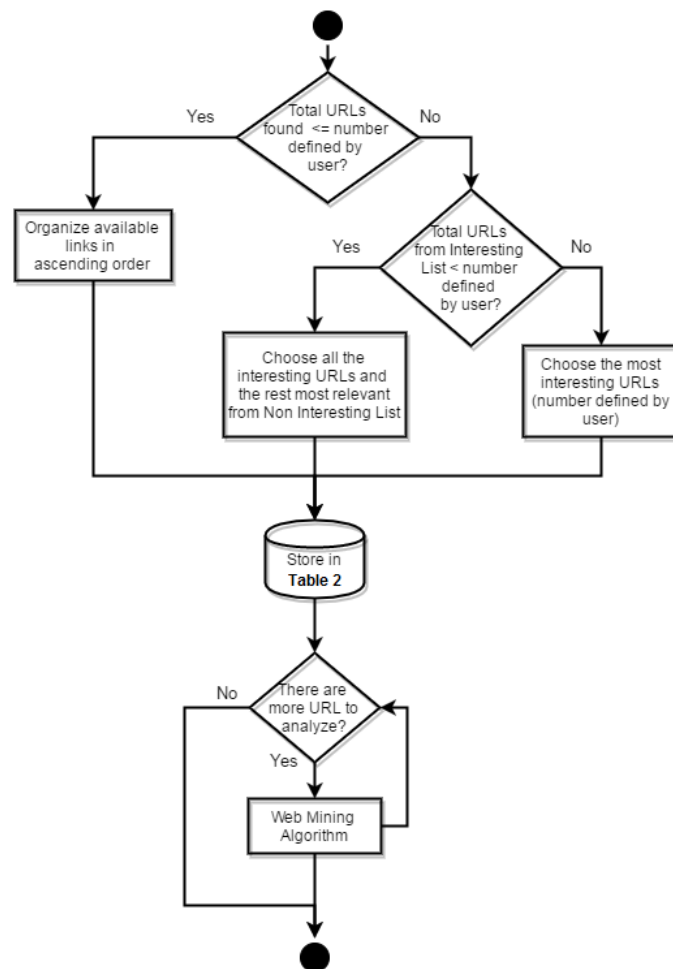 Total URLs
found <= number
defined by
user?
Yes
No
Organize available
links in
ascending order
Total URLs
from Interesting
List < number
defined
by user?
Yes
No
Choose all the
interesting URLs and
the rest most relevant
from Non Interesting List
Choose the most
interesting URLs
(number defined by
user)
Store in
Table 2
There are
more URL to
analyze?
No
Yes
Web Mining
Algorithm